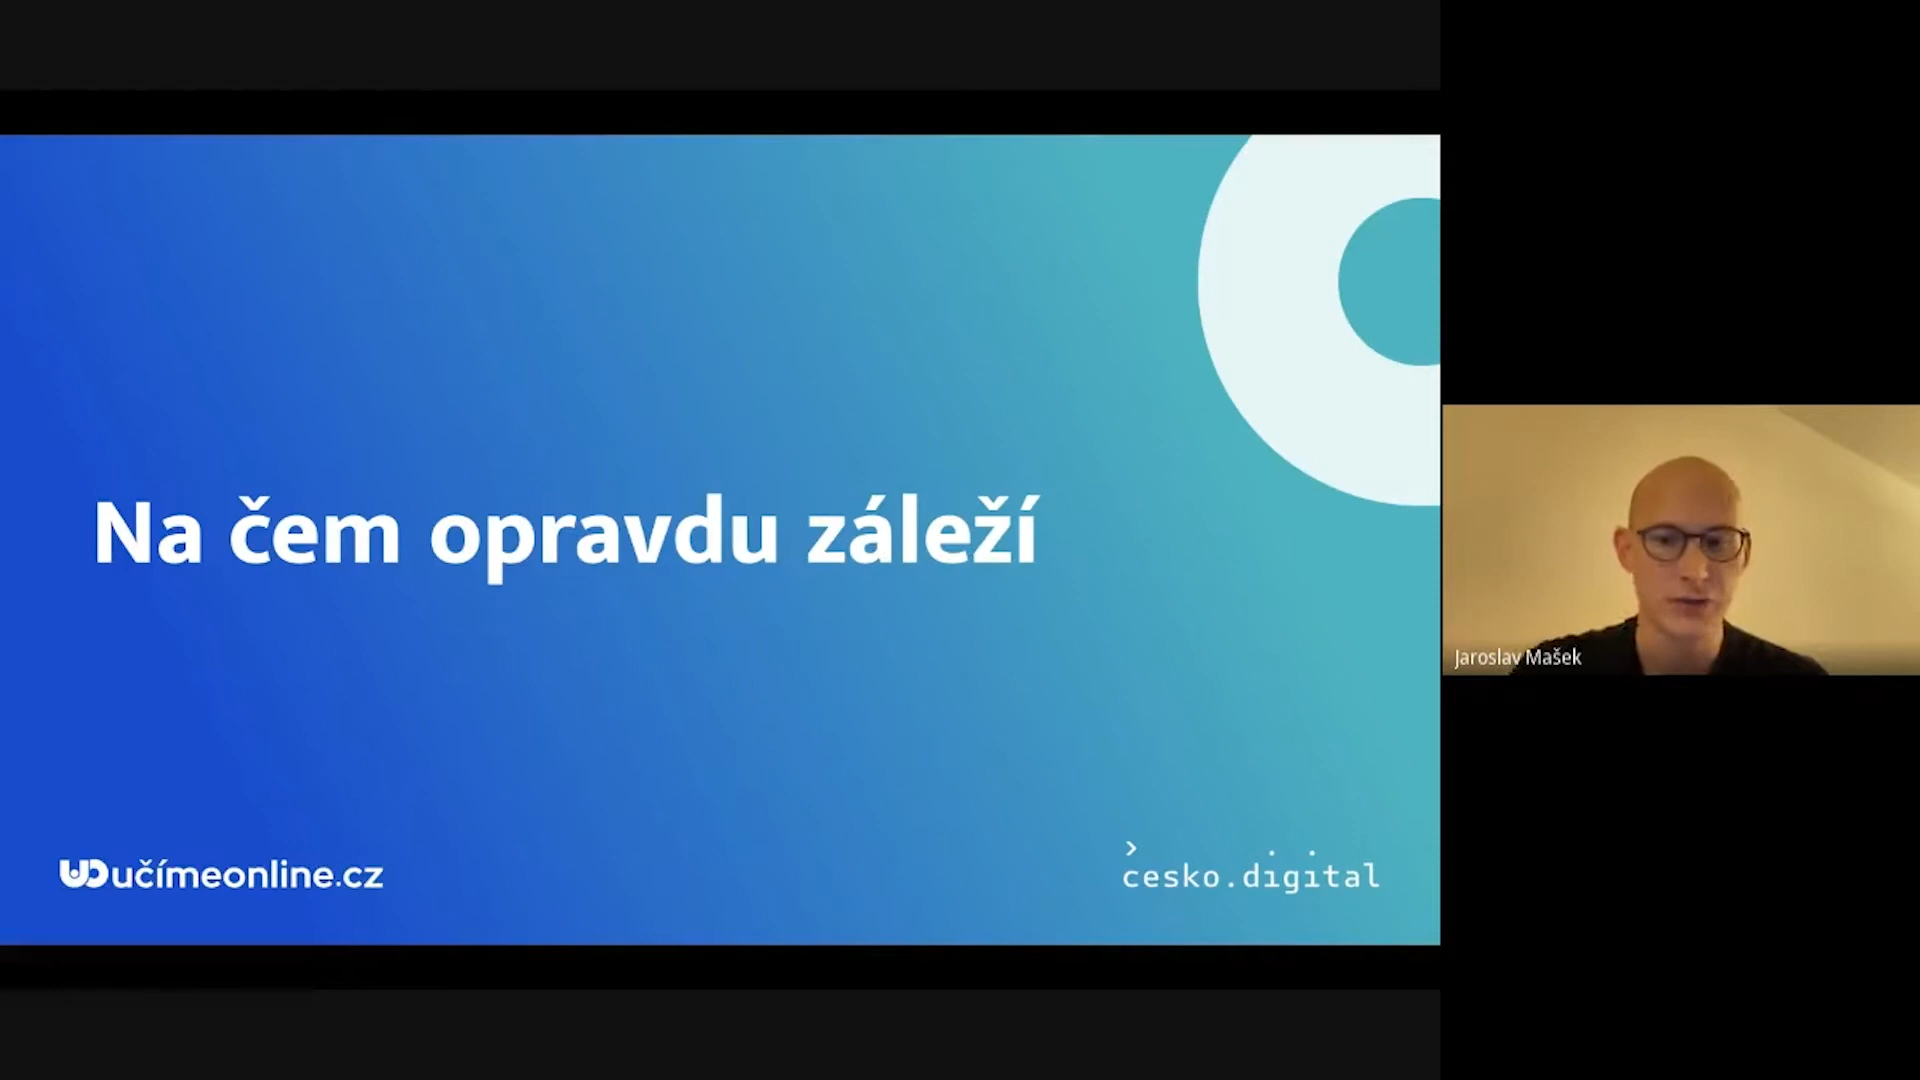 Na čem opravdu záleží
Jaroslav Mašek
učímeonline.cz
cesko.digital